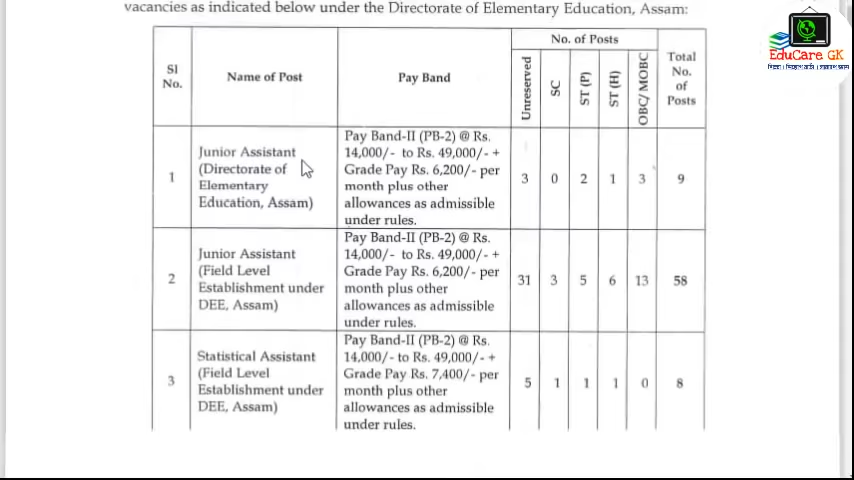 vacancies as indicated below under the Directorate of Elementary Education, Assam:
EduCare GK
Sl No.
Name of Post
Pay Band
No. of Posts
Unreserved
SC
ST (P)
ST (H)
OBC/ MOBC
Total No. of Posts
1
Junior Assistant
(Directorate of
Elementary
Education, Assam)
Pay Band-II (PB-2) @ Rs.
14,000/- to Rs. 49,000/- +
Grade Pay Rs. 6,200/- per
month plus other
allowances as admissible
under rules.
3 0 2 1 3 9
2
Junior Assistant
(Field Level
Establishment under
DEE, Assam)
Pay Band-II (PB-2) @ Rs.
14,000/- to Rs. 49,000/- +
Grade Pay Rs. 6,200/- per
month plus other
allowances as admissible
under rules.
31 3 5 6 13 58
3
Statistical Assistant
(Field Level
Establishment under
DEE, Assam)
Pay Band-II (PB-2) @ Rs.
14,000/- to Rs. 49,000/- +
Grade Pay Rs. 7,400/- per
month plus other
allowances as admissible
under rules.
5 1 1 1 0 8